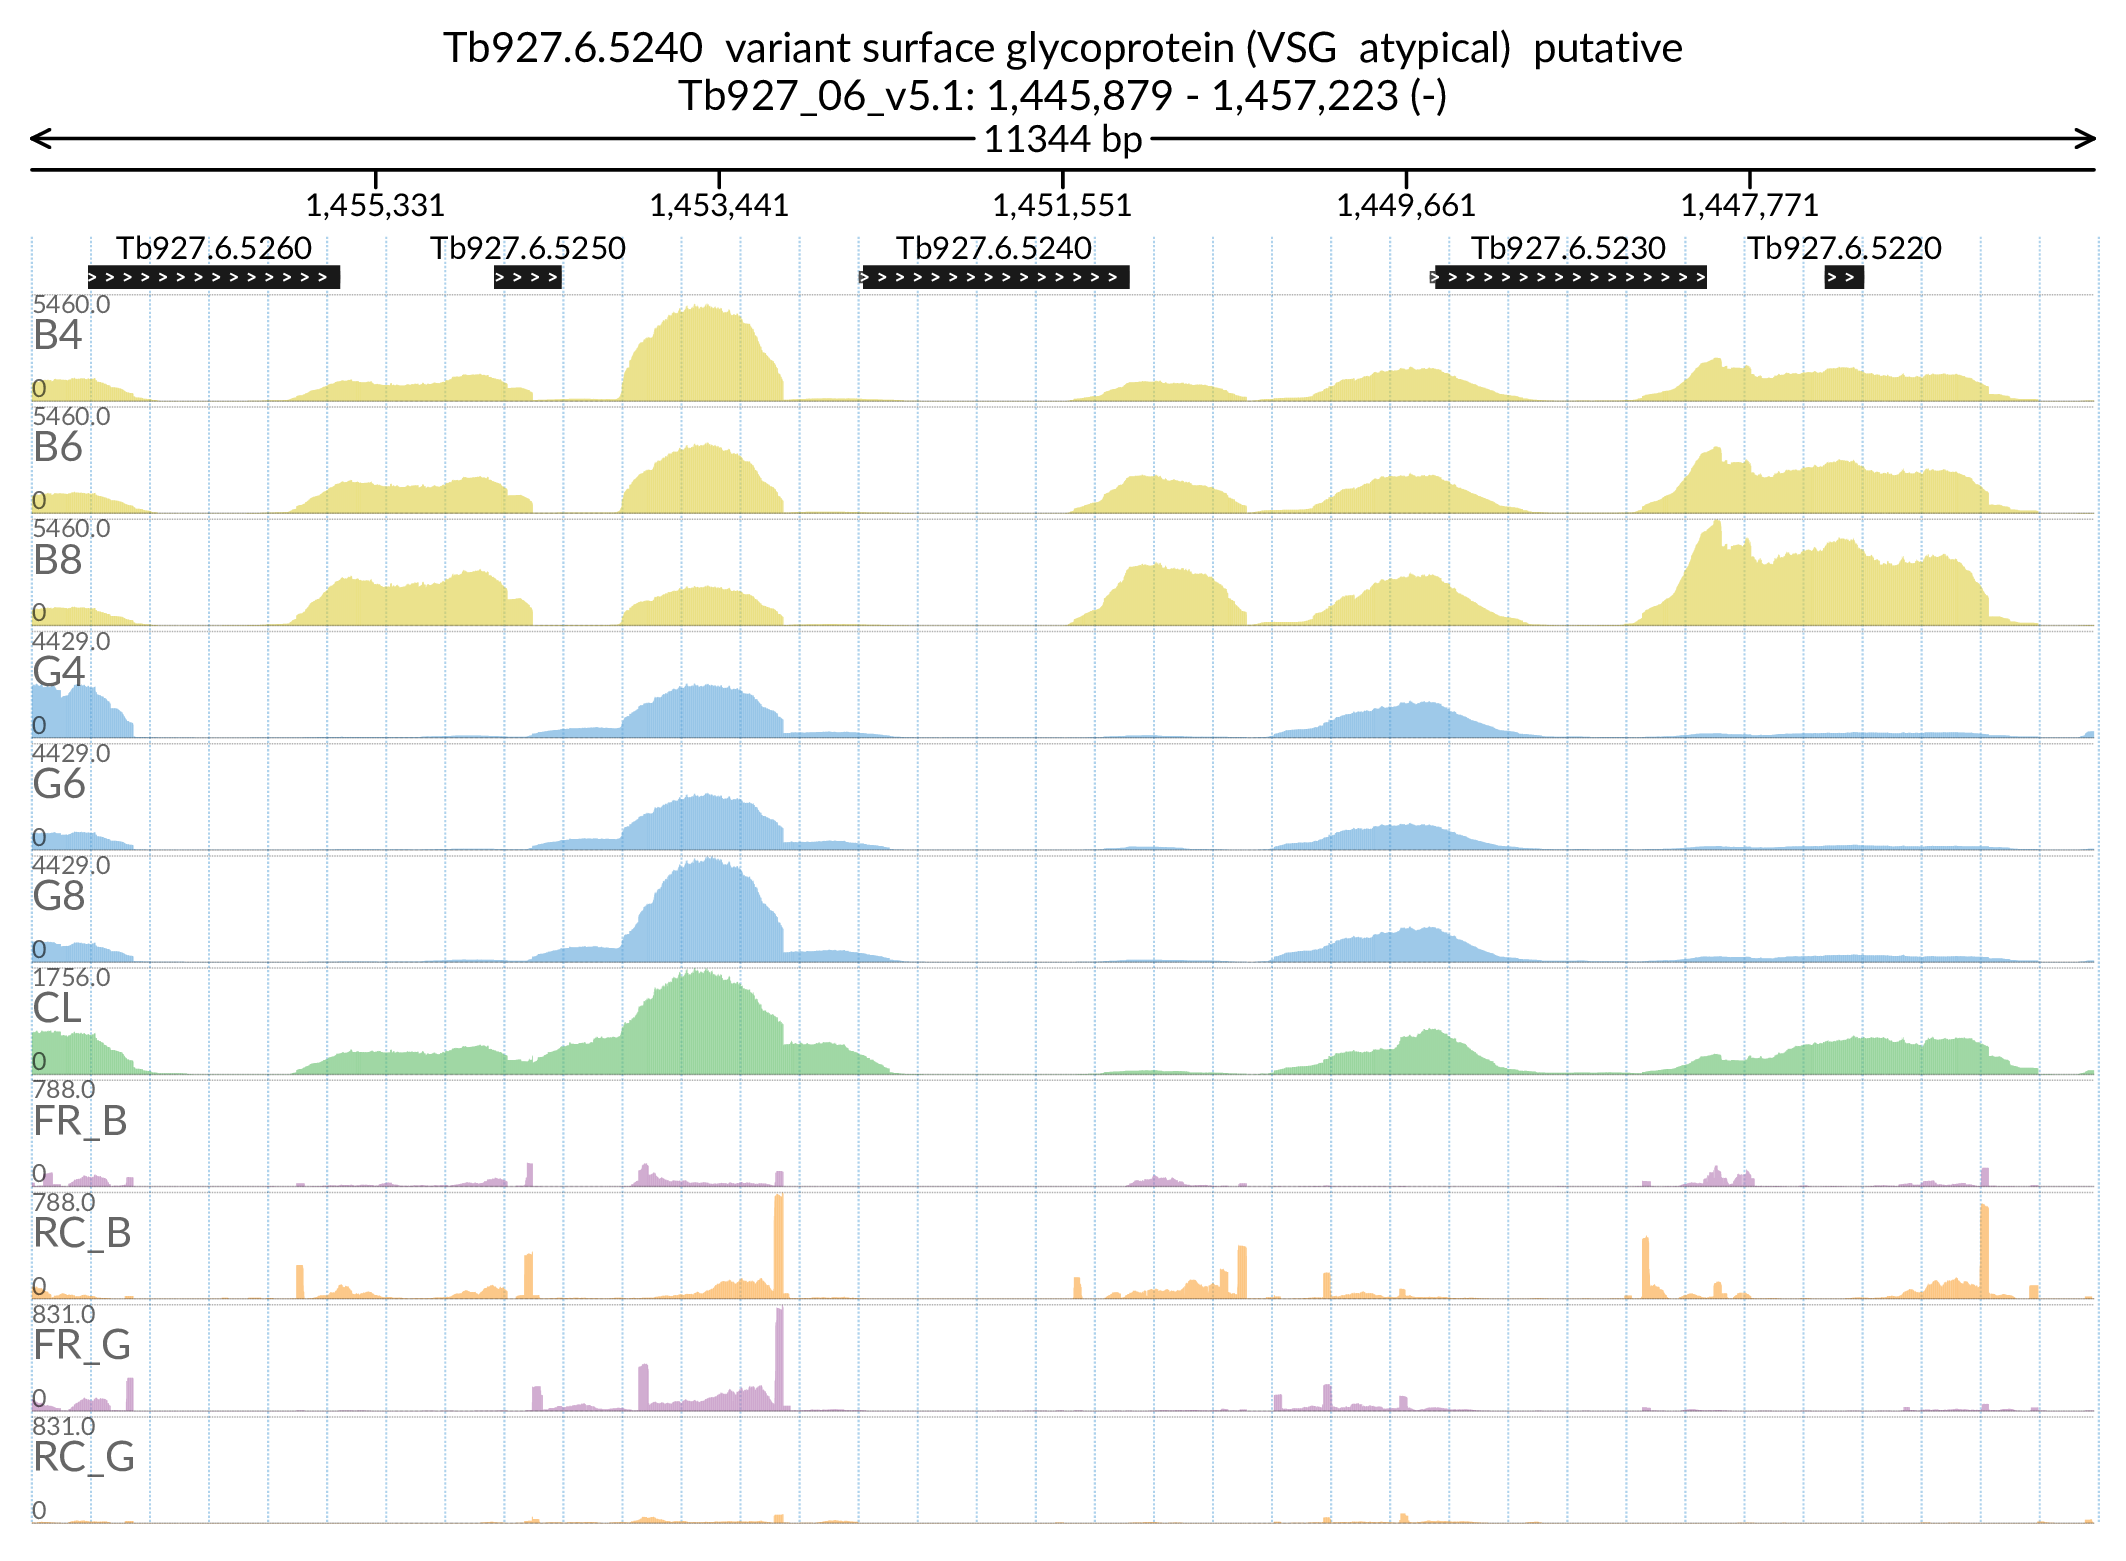 Tb927.6.5240  variant surface glycoprotein (VSG  atypical)  putative
Tb927_06_v5.1: 1,445,879 - 1,457,223 (-)
11344 bp
1,455,331 1,453,441 1,451,551 1,449,661 1,447,771
Tb927.6.5260 Tb927.6.5250 Tb927.6.5240 Tb927.6.5230 Tb927.6.5220
5460.0
B4
0
5460.0
B6
0
5460.0
B8
0
4429.0
G4
0
4429.0
G6
0
4429.0
G8
0
1756.0
CL
0
788.0
FR_B
0
788.0
RC_B
0
831.0
FR_G
0
831.0
RC_G
0